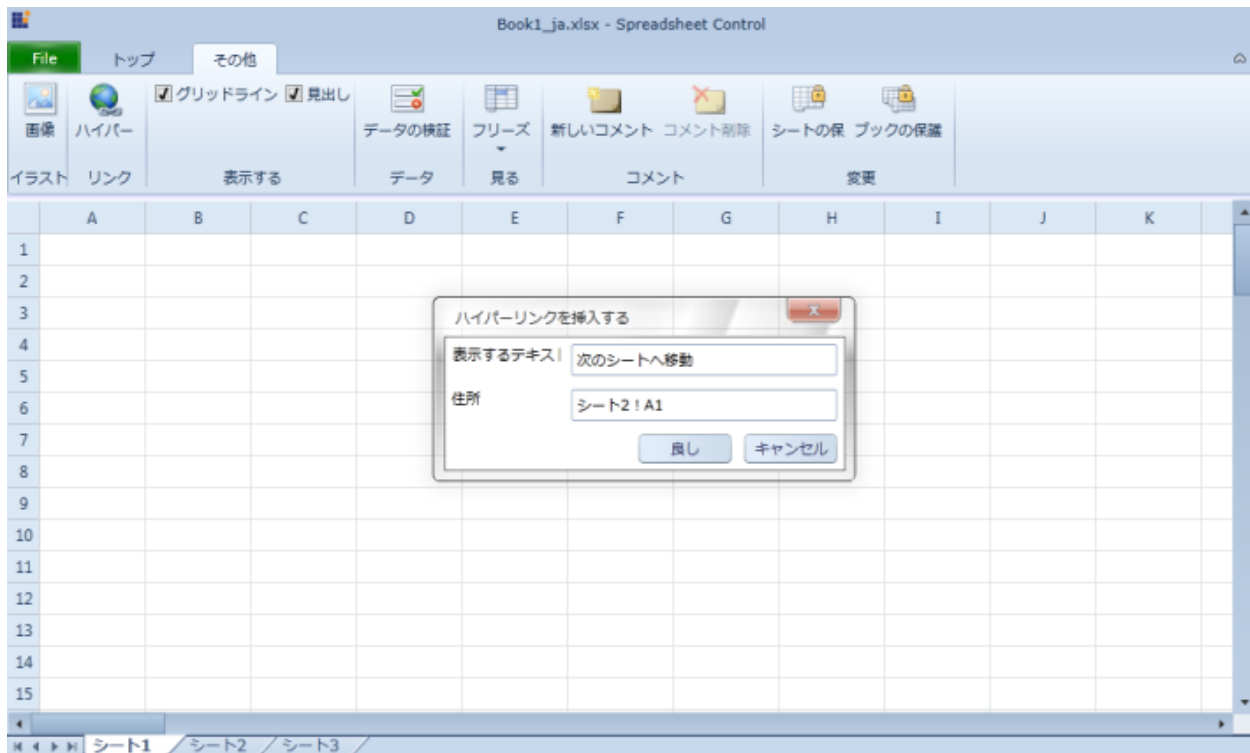 Book1_ja.xlsx - Spreadsheet Control
File トップ その他
画像 ハイパー グリッドライン 見出し データの検証 フリーズ 新しいコメント コメント削除 シートの保 ブックの保護
イラスト リンク 表示する データ 見る コメント 変更
A B C D E F G H I J K
1
2
3
ハイパーリンクを挿入する
4
表示するテキス 次のシートへ移動
5
6
住所 シート2！A1
7
良し キャンセル
8
9
10
11
12
13
14
15
シート1 シート2 シート3